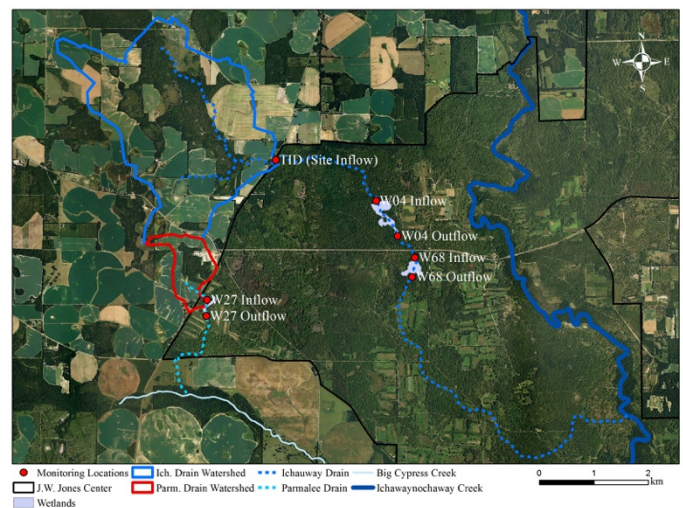 N
W E
S
THD (Site Inflow)
W04 Inflow
W04 Outflow
W68 Inflow
W68 Outflow
W27 Inflow
W27 Outflow
Monitoring Locations Ich. Drain Watershed Ichauway Drain Big Cypress Creek
J.W. Jones Center Parm. Drain Watershed Parmalee Drain Ichawaynochaway Creek
Wetlands
0 1 2
km